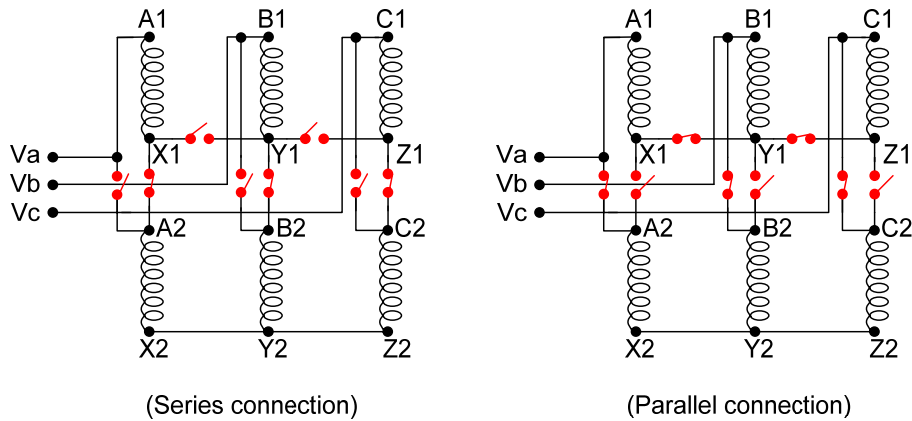 A1 B1 C1 A1 B1 C1
X1 Y1 Z1 X1 Y1 Z1
Va Va
Vb Vb
Vc Vc
A2 B2 C2 A2 B2 C2
X2 Y2 Z2 X2 Y2 Z2
(Series connection) (Parallel connection)